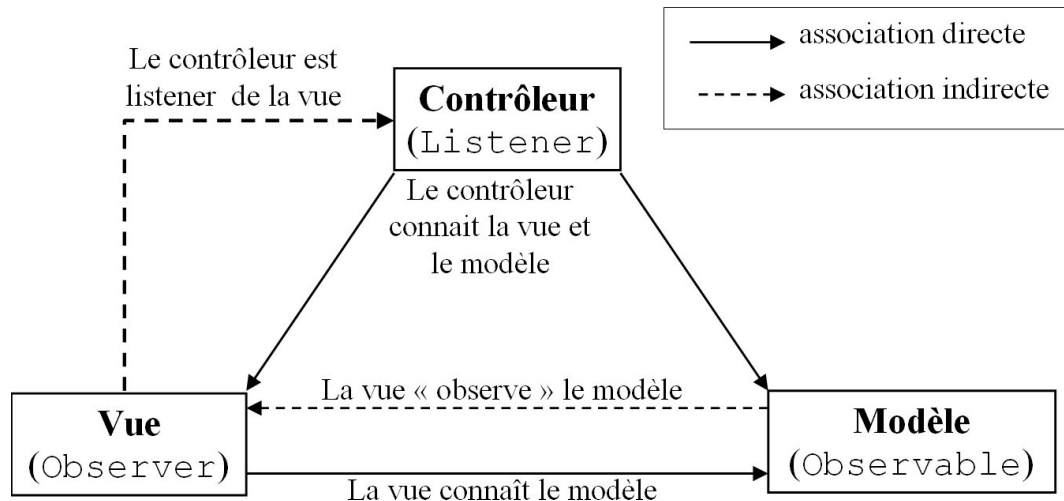 Le contrôleur est
listener de la vue
Contrôleur
(Listener)
association directe
association indirecte
Le contrôleur
connait la vue et
le modèle
La vue « observe » le modèle
Vue
(Observer)
Modèle
(Observable)
La vue connaît le modèle